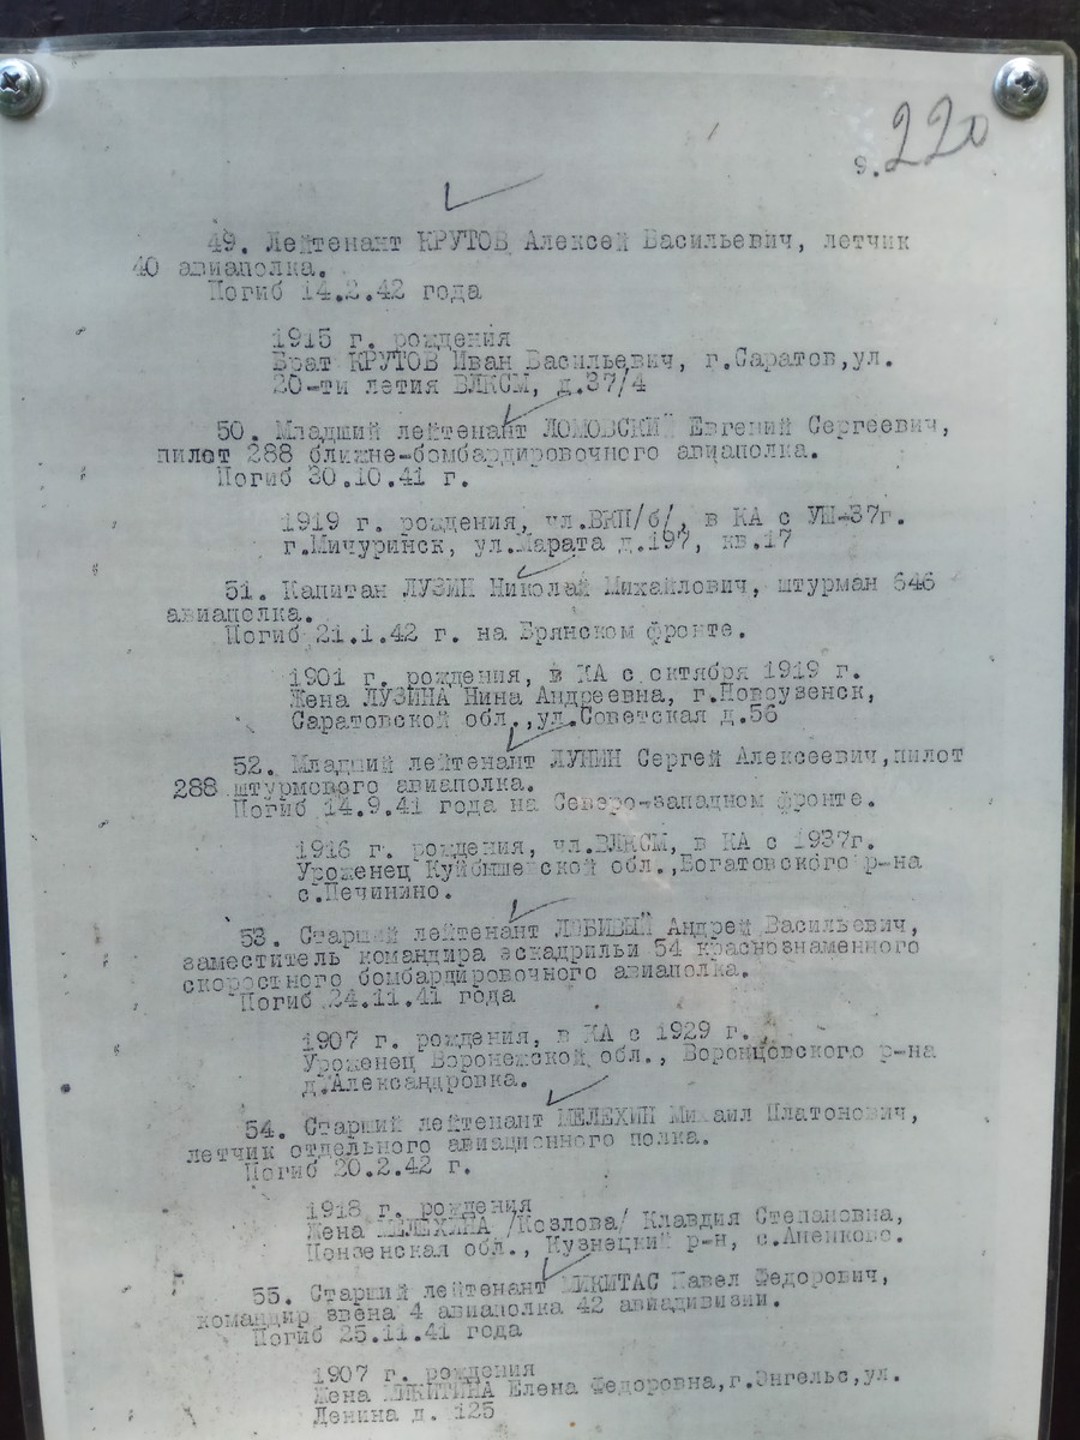 9. 220
49. Лейтенант КРУТОВ Алексей Васильевич, летчик
40 авиаполка.
Погиб 14.2.42 года
1915 г. рождения
Брат КРУТОВ Иван Васильевич, г.Саратов,ул.
20-ти летия ВЛКСМ, д.37/4
50. Младший лейтенант ЛОМОВСКИЙ Евгений Сергеевич,
пилот 288 ближне-бомбардировочного авиаполка.
Погиб 30.10.41 г.
1919 г. рождения, чл.ВКП/б/, в КА с УШ-37г.
г.Мичуринск, ул.Марата д.197, кв.17
51. Капитан ЛУЗИН Николай Михайлович, штурман 646
авиаполка.
Погиб 21.1.42 г. на Брянском фронте.
1901 г. рождения, в КА с октября 1919 г.
Жена ЛУЗИНА Нина Андреевна, г.Новоузенск,
Саратовской обл.,ул.Советская д.56
52. Младший лейтенант ЛУНИН Сергей Алексеевич,пилот
288 штурмового авиаполка.
Погиб 14.9.41 года на Северо-западном фронте.
1916 г. рождения, чл.ВЛКСМ, в КА с 1937г.
Уроженец Куйбышевской обл.,Богатовского р-на
с.Печинино.
53. Старший лейтенант ЛЮБИВЫЙ Андрей Васильевич,
заместитель командира эскадрильи 54 краснознаменного
скоростного бомбардировочного авиаполка.
Погиб 24.11.41 года
1907 г. рождения, в КА с 1929 г.
Уроженец Воронежской обл., Воронцовского р-на
д.Александровка.
54. Старший лейтенант МЕЛЕХИН Михаил Платонович,
летчик отдельного авиационного полка.
Погиб 20.2.42 г.
1918 г. рождения
Жена МЕЛЕХИНА /Козлова/ Клавдия Степановна,
Пензенская обл., Кузнецкий р-н, с.Аненково.
55. Старший лейтенант МИКИТАС Павел Федорович,
командир звена 4 авиаполка 42 авиадивизии.
Погиб 25.11.41 года
1907 г. рождения
Жена МИКИТИНА Елена Федоровна,г.Энгельс,ул.
Ленина д. 125